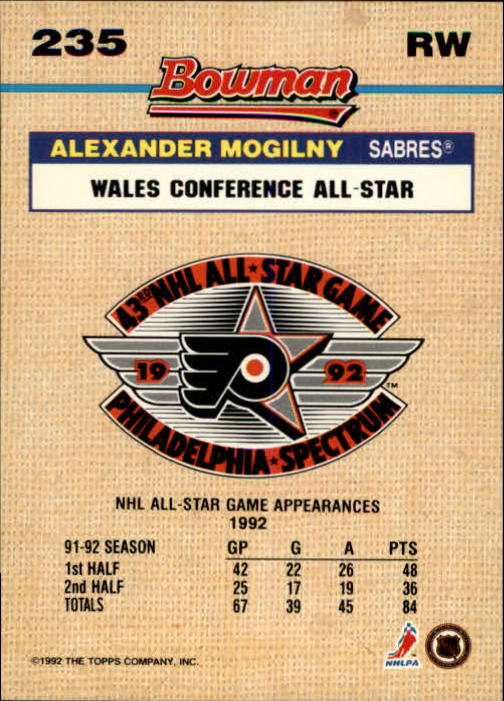 235
RW
Bowman
ALEXANDER MOGILNY SABRES®
WALES CONFERENCE ALL-STAR
43RD NHL ALL★STAR GAME
19 92
PHILADELPHIA★SPECTRUM
TM
NHL ALL-STAR GAME APPEARANCES
1992
91-92 SEASON GP G A PTS
1st HALF 42 22 26 48
2nd HALF 25 17 19 36
TOTALS 67 39 45 84
©1992 THE TOPPS COMPANY, INC.
NHLPA